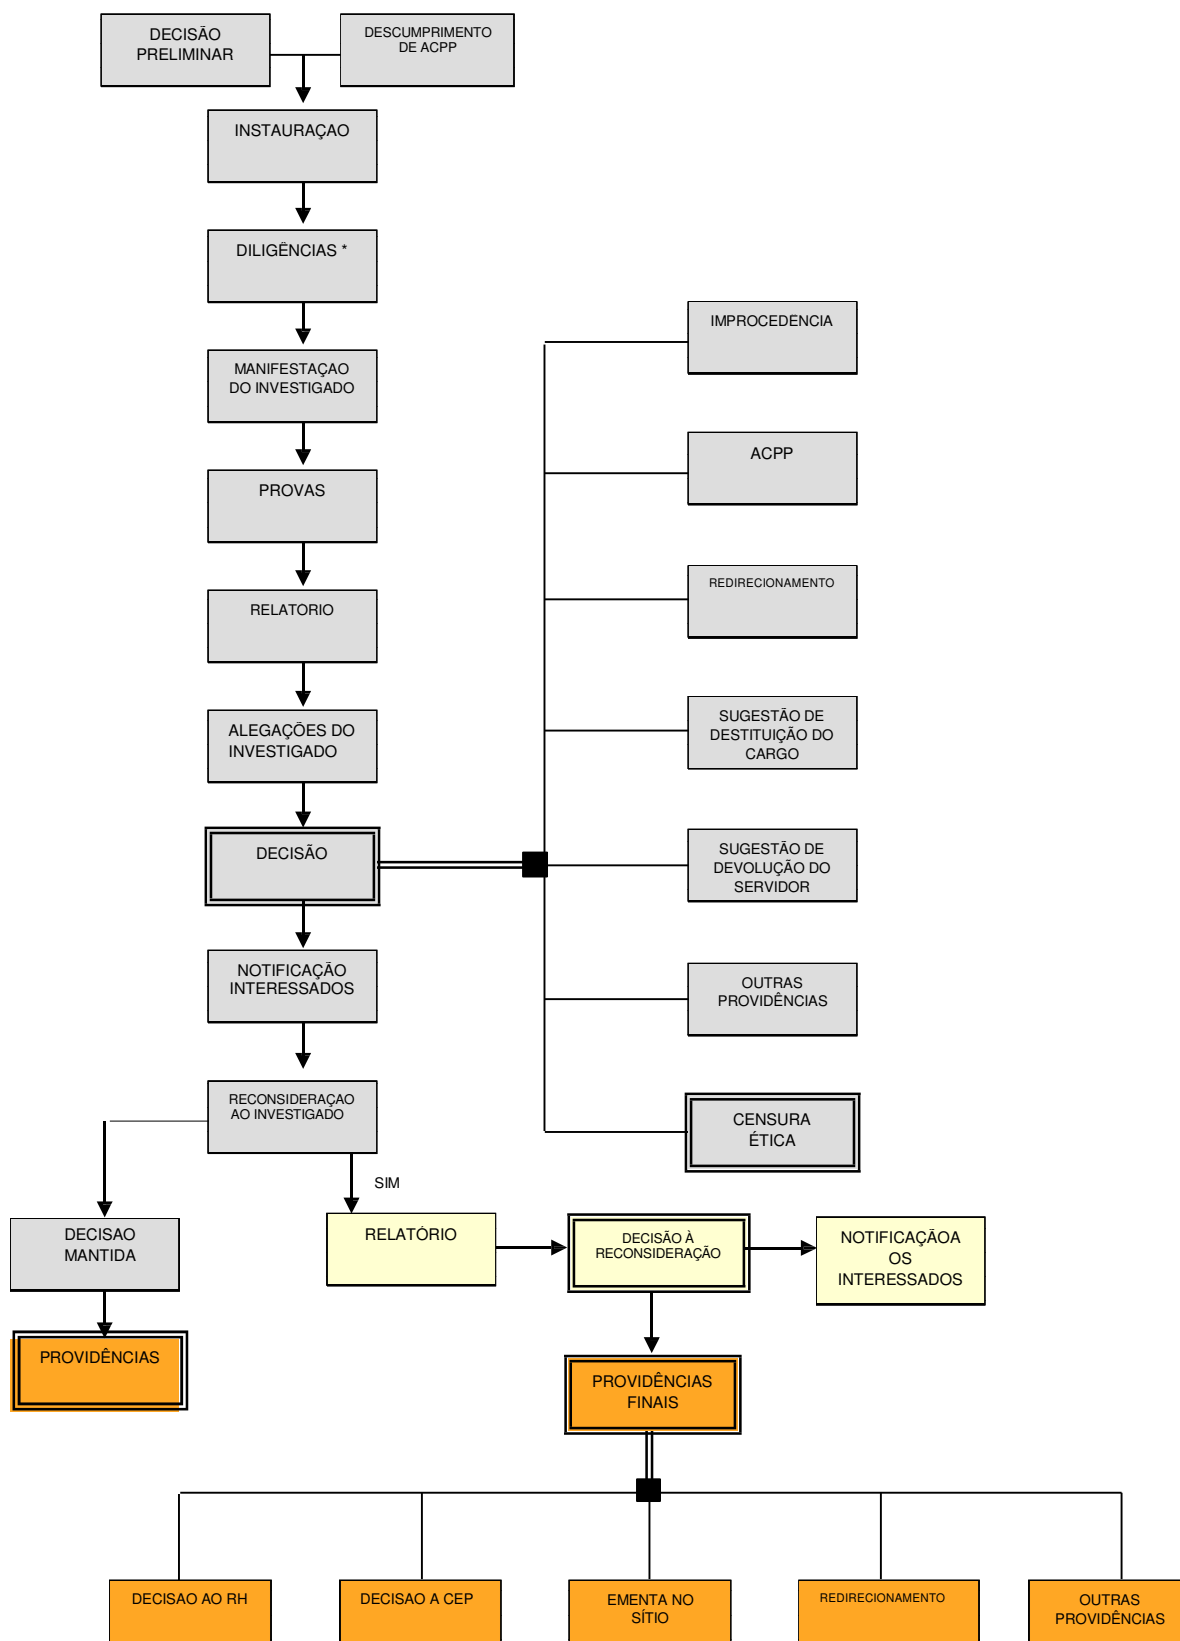 DECISÃO
PRELIMINAR
DESCUMPRIMENTO
DE ACPP
INSTAURAÇAO
DILIGÊNCIAS *
MANIFESTAÇAO
DO INVESTIGADO
PROVAS
RELATORIO
ALEGAÇÕES DO
INVESTIGADO
DECISÃO
NOTIFICAÇÃO
INTERESSADOS
RECONSIDERAÇAO
AO INVESTIGADO
IMPROCEDENCIA
ACPP
REDIRECIONAMENTO
SUGESTÃO DE
DESTITUIÇÃO DO
CARGO
SUGESTÃO DE
DEVOLUÇÃO DO
SERVIDOR
OUTRAS
PROVIDÊNCIAS
CENSURA
ÉTICA
SIM
DECISAO
MANTIDA
RELATÓRIO
DECISÃO À
RECONSIDERAÇÃO
NOTIFICAÇÃOA
OS
INTERESSADOS
PROVIDÊNCIAS
PROVIDÊNCIAS
FINAIS
DECISAO AO RH
DECISAO A CEP
EMENTA NO
SÍTIO
REDIRECIONAMENTO
OUTRAS
PROVIDÊNCIAS